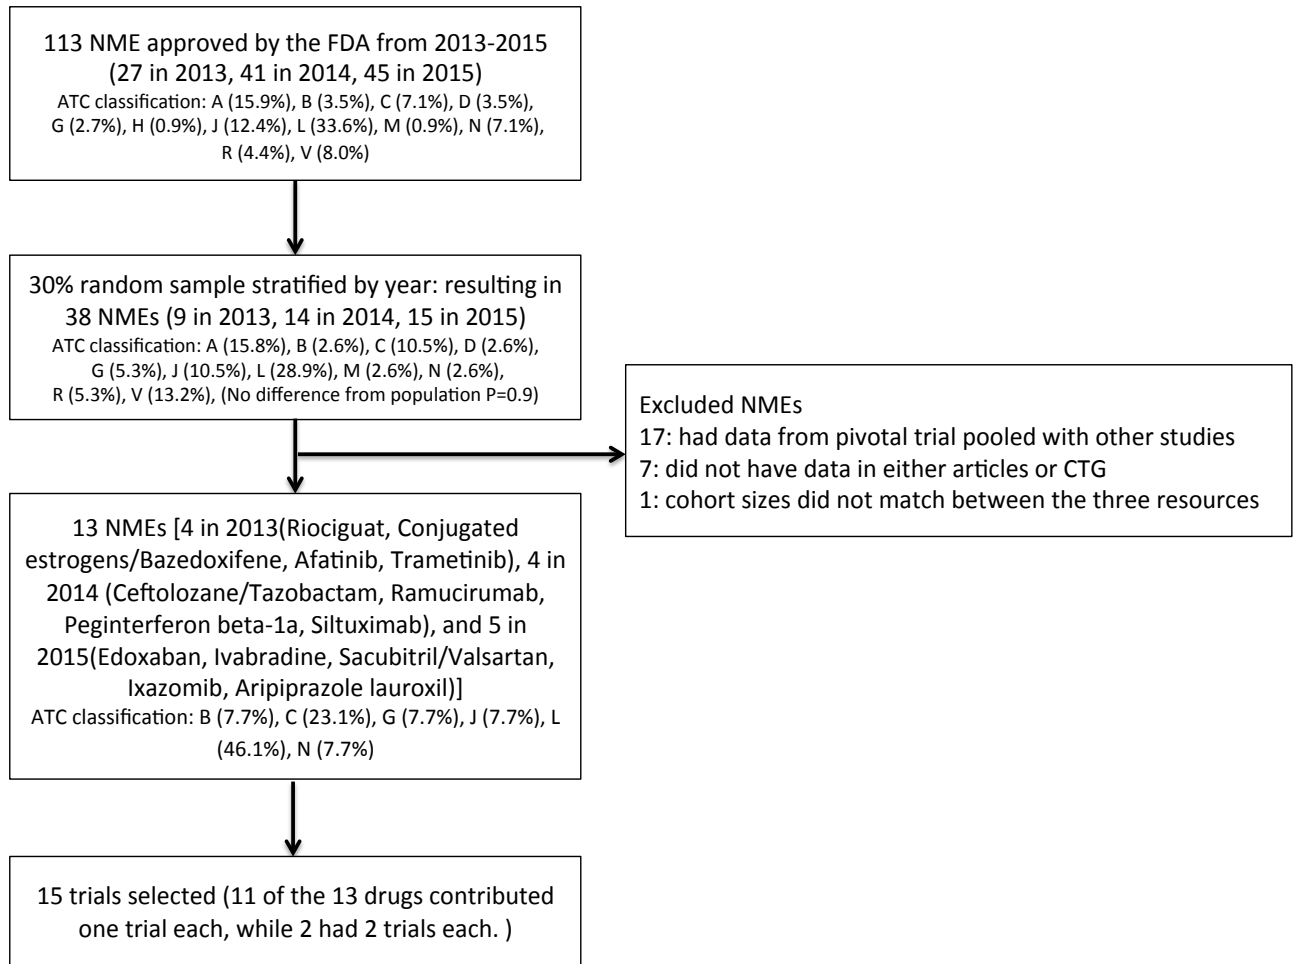 113 NME approved by the FDA from 2013-2015
(27 in 2013, 41 in 2014, 45 in 2015)
ATC classification: A (15.9%), B (3.5%), C (7.1%), D (3.5%),
G (2.7%), H (0.9%), J (12.4%), L (33.6%), M (0.9%), N (7.1%),
R (4.4%), V (8.0%)
30% random sample stratified by year: resulting in
38 NMEs (9 in 2013, 14 in 2014, 15 in 2015)
ATC classification: A (15.8%), B (2.6%), C (10.5%), D (2.6%),
G (5.3%), J (10.5%), L (28.9%), M (2.6%), N (2.6%),
R (5.3%), V (13.2%), (No difference from population P=0.9)
Excluded NMEs
17: had data from pivotal trial pooled with other studies
7: did not have data in either articles or CTG
1: cohort sizes did not match between the three resources
13 NMEs [4 in 2013(Riociguat, Conjugated
estrogens/Bazedoxifene, Afatinib, Trametinib), 4 in
2014 (Ceftolozane/Tazobactam, Ramucirumab,
Peginterferon beta-1a, Siltuximab), and 5 in
2015(Edoxaban, Ivabradine, Sacubitril/Valsartan,
Ixazomib, Aripiprazole lauroxil)]
ATC classification: B (7.7%), C (23.1%), G (7.7%), J (7.7%), L
(46.1%), N (7.7%)
15 trials selected (11 of the 13 drugs contributed
one trial each, while 2 had 2 trials each. )